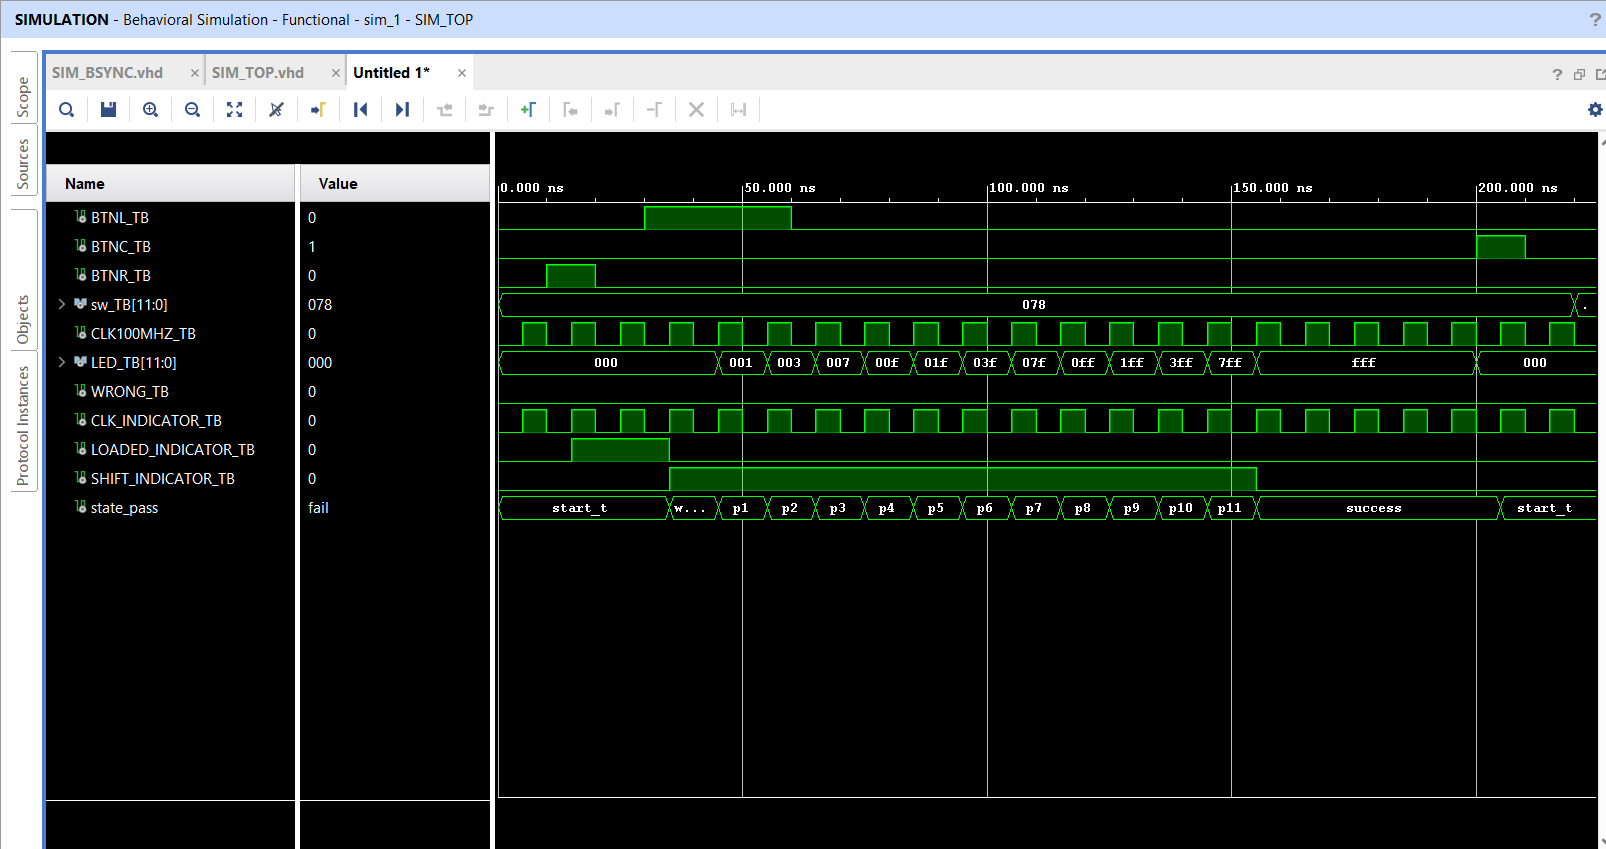 SIMULATION - Behavioral Simulation - Functional - sim_1 - SIM_TOP
?
Scope
Sources
Objects
Protocol Instances
SIM_BSYNC.vhd ×
SIM_TOP.vhd ×
Untitled 1* ×
?
Name Value
0.000 ns 50.000 ns 100.000 ns 150.000 ns 200.000 ns
BTNL_TB 0
BTNC_TB 1
BTNR_TB 0
sw_TB[11:0] 078 078 .
CLK100MHZ_TB 0
LED_TB[11:0] 000 000 001 003 007 00f 01f 03f 07f 0ff 1ff 3ff 7ff fff 000
WRONG_TB 0
CLK_INDICATOR_TB 0
LOADED_INDICATOR_TB 0
SHIFT_INDICATOR_TB 0
state_pass fail start_t w... p1 p2 p3 p4 p5 p6 p7 p8 p9 p10 p11 success start_t